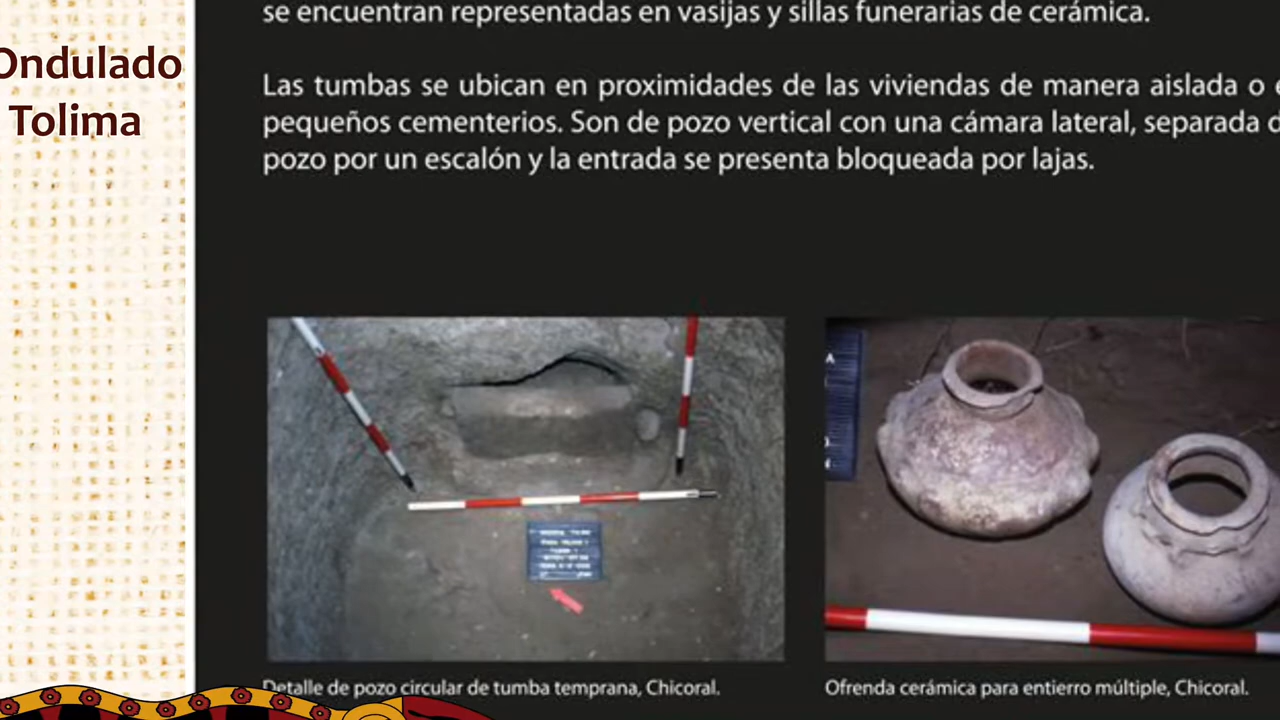 Ondulado
Tolima
se encuentran representadas en vasijas y sillas funerarias de cerámica.
Las tumbas se ubican en proximidades de las viviendas de manera aislada o e
pequeños cementerios. Son de pozo vertical con una cámara lateral, separada d
pozo por un escalón y la entrada se presenta bloqueada por lajas.
Detalle de pozo circular de tumba temprana, Chicoral.
Ofrenda cerámica para entierro múltiple, Chicoral.